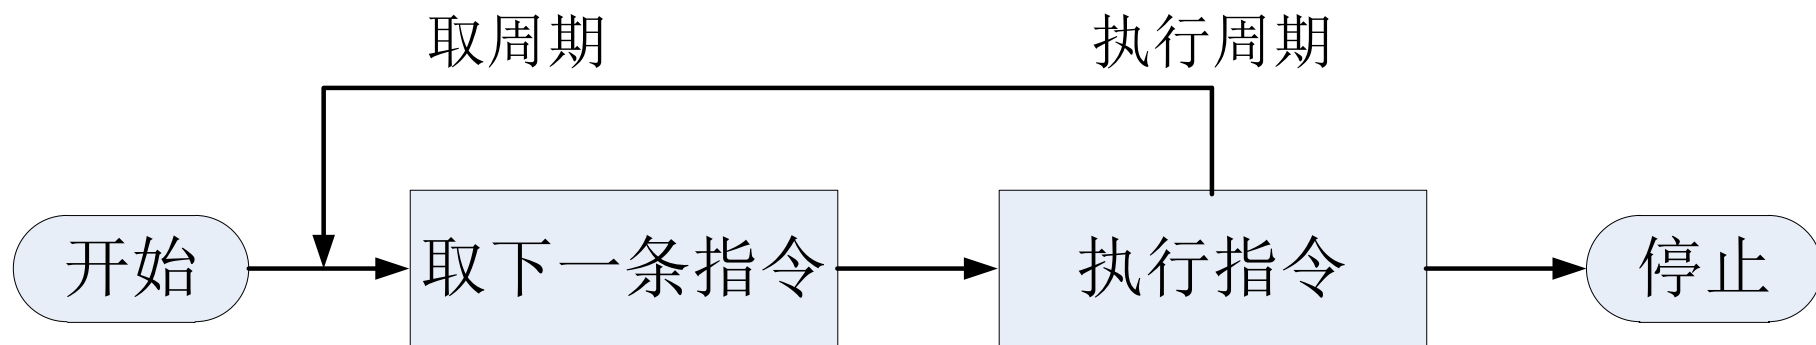 取周期
执行周期
开始
取下一条指令
执行指令
停止